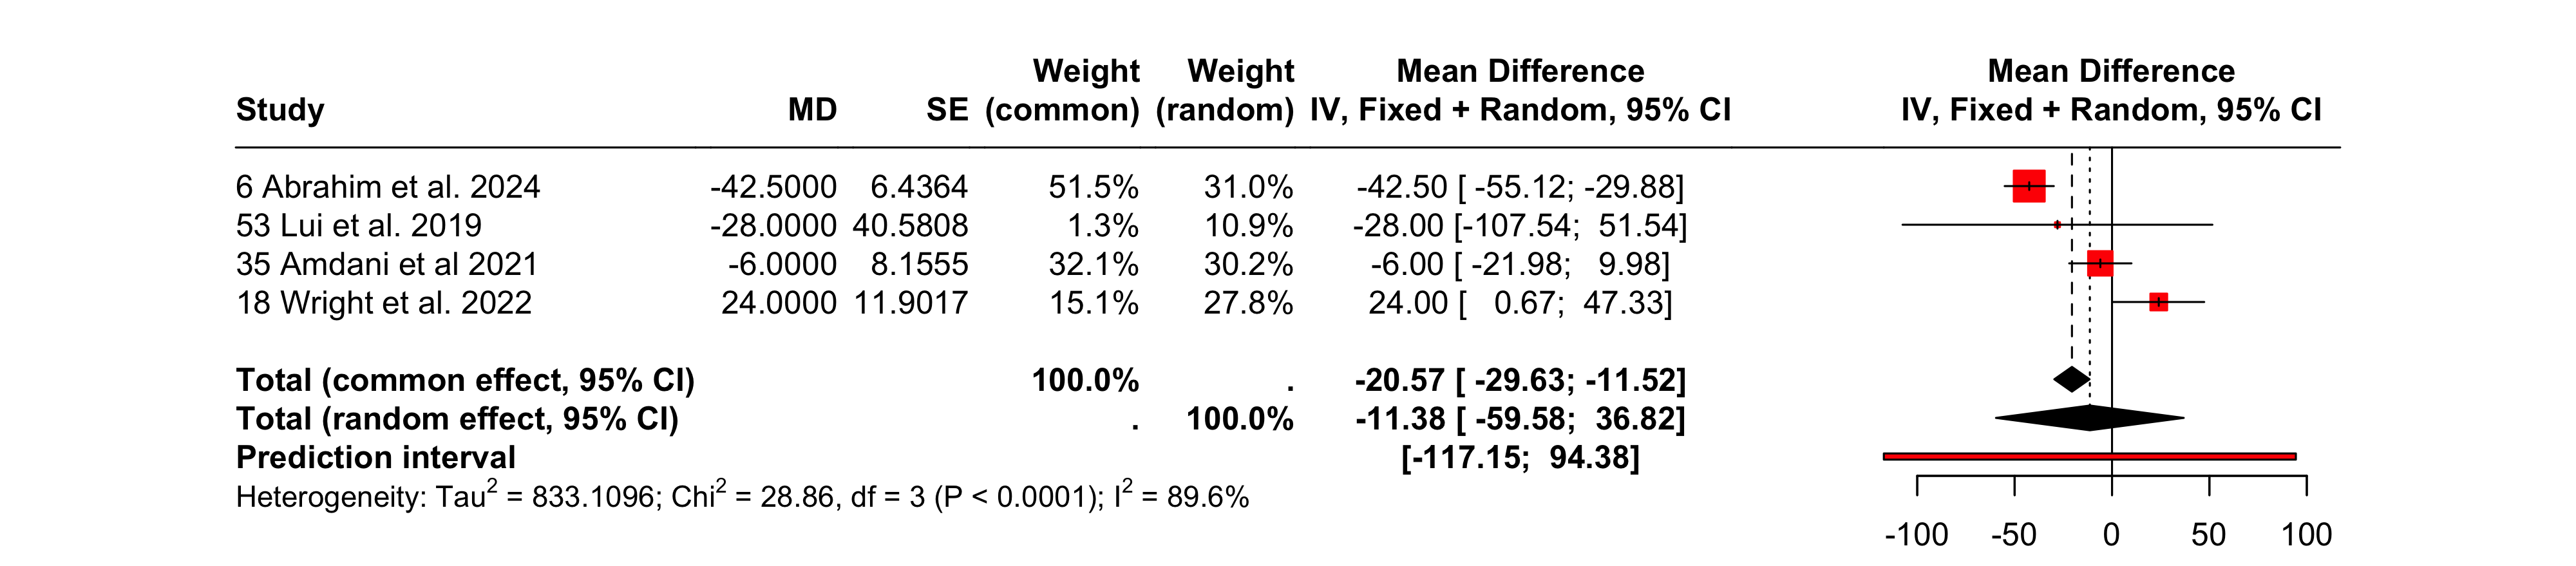 Weight Weight Mean Difference Mean Difference
Study MD SE (common) (random) IV, Fixed + Random, 95% CI IV, Fixed + Random, 95% CI
6 Abrahim et al. 2024 -42.5000 6.4364 51.5% 31.0% -42.50 [ -55.12; -29.88]
53 Lui et al. 2019 -28.0000 40.5808 1.3% 10.9% -28.00 [-107.54; 51.54]
35 Amdani et al 2021 -6.0000 8.1555 32.1% 30.2% -6.00 [ -21.98; 9.98]
18 Wright et al. 2022 24.0000 11.9017 15.1% 27.8% 24.00 [ 0.67; 47.33]
Total (common effect, 95% CI) 100.0% . -20.57 [ -29.63; -11.52]
Total (random effect, 95% CI) . 100.0% -11.38 [ -59.58; 36.82]
Prediction interval [-117.15; 94.38]
Heterogeneity: Tau² = 833.1096; Chi² = 28.86, df = 3 (P < 0.0001); I² = 89.6%
-100 -50 0 50 100